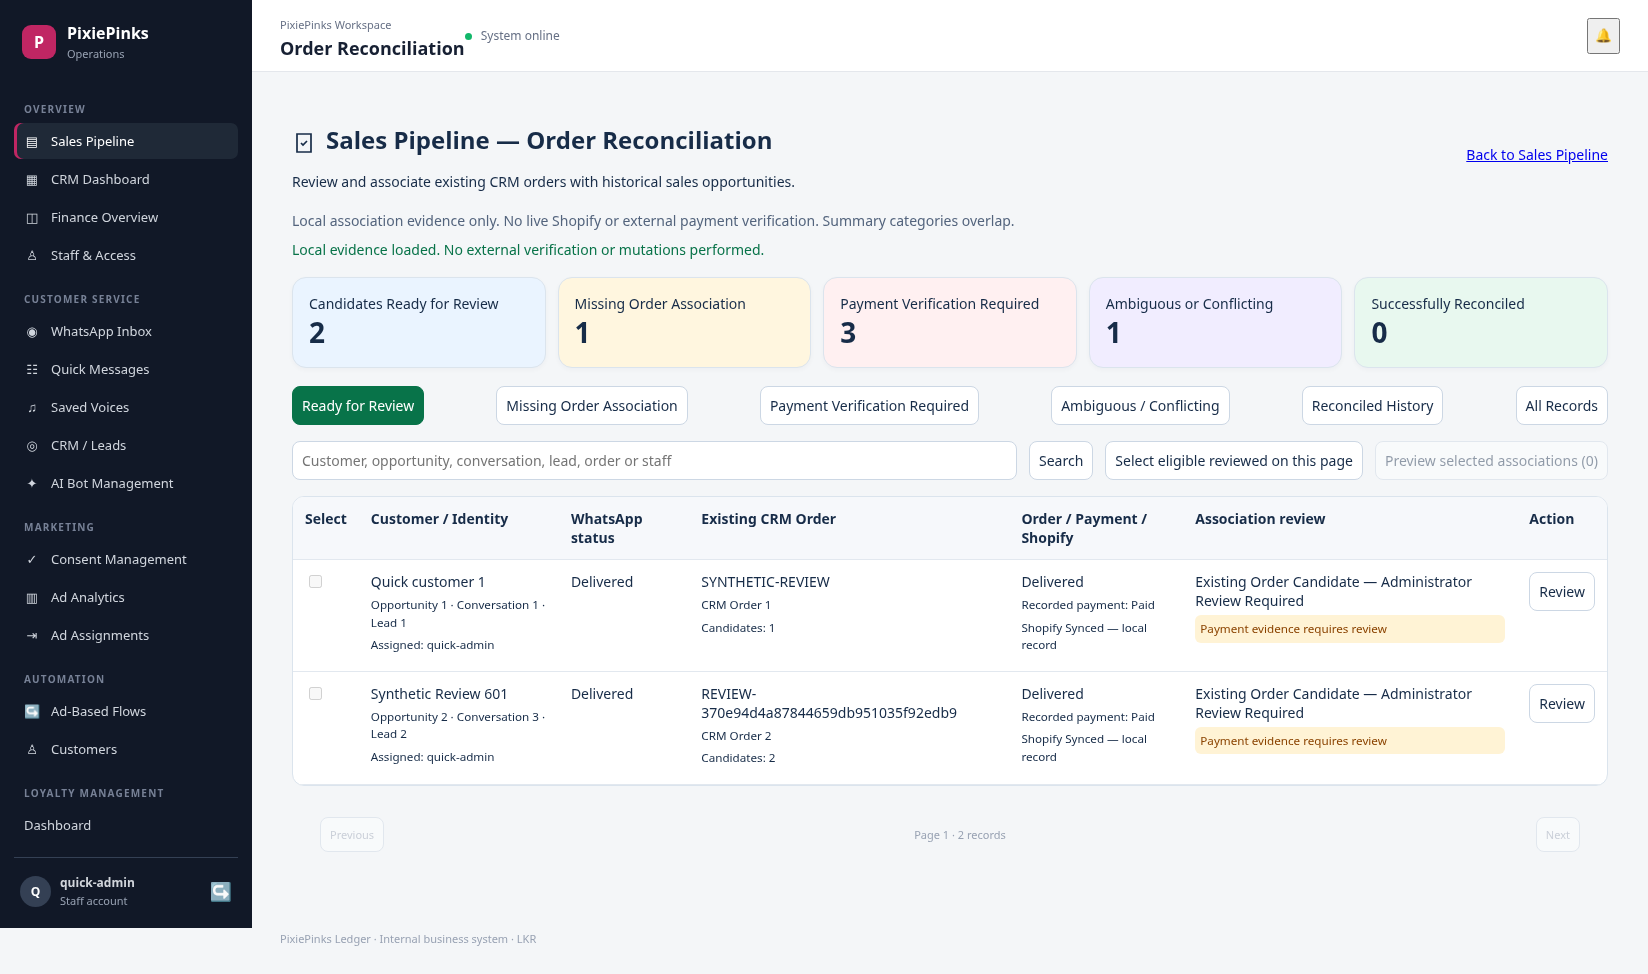 P
PixiePinks
Operations
OVERVIEW
Sales Pipeline
CRM Dashboard
Finance Overview
Staff & Access
CUSTOMER SERVICE
WhatsApp Inbox
Quick Messages
Saved Voices
CRM / Leads
AI Bot Management
MARKETING
Consent Management
Ad Analytics
Ad Assignments
AUTOMATION
Ad-Based Flows
Customers
LOYALTY MANAGEMENT
Dashboard
Q
quick-admin
Staff account
PixiePinks Workspace
Order Reconciliation
System online
Sales Pipeline — Order Reconciliation
Back to Sales Pipeline
Review and associate existing CRM orders with historical sales opportunities.
Local association evidence only. No live Shopify or external payment verification. Summary categories overlap.
Local evidence loaded. No external verification or mutations performed.
Candidates Ready for Review
2
Missing Order Association
1
Payment Verification Required
3
Ambiguous or Conflicting
1
Successfully Reconciled
0
Ready for Review
Missing Order Association
Payment Verification Required
Ambiguous / Conflicting
Reconciled History
All Records
Customer, opportunity, conversation, lead, order or staff
Search
Select eligible reviewed on this page
Preview selected associations (0)
Select
Customer / Identity
WhatsApp
status
Existing CRM Order
Order / Payment /
Shopify
Association review
Action
Quick customer 1
Opportunity 1 · Conversation 1 ·
Lead 1
Assigned: quick-admin
Delivered
SYNTHETIC-REVIEW
CRM Order 1
Candidates: 1
Delivered
Recorded payment: Paid
Shopify Synced — local
record
Existing Order Candidate — Administrator
Review Required
Payment evidence requires review
Review
Synthetic Review 601
Opportunity 2 · Conversation 3 ·
Lead 2
Assigned: quick-admin
Delivered
REVIEW-
370e94d4a87844659db951035f92edb9
CRM Order 2
Candidates: 2
Delivered
Recorded payment: Paid
Shopify Synced — local
record
Existing Order Candidate — Administrator
Review Required
Payment evidence requires review
Review
Previous
Page 1 · 2 records
Next
PixiePinks Ledger · Internal business system · LKR